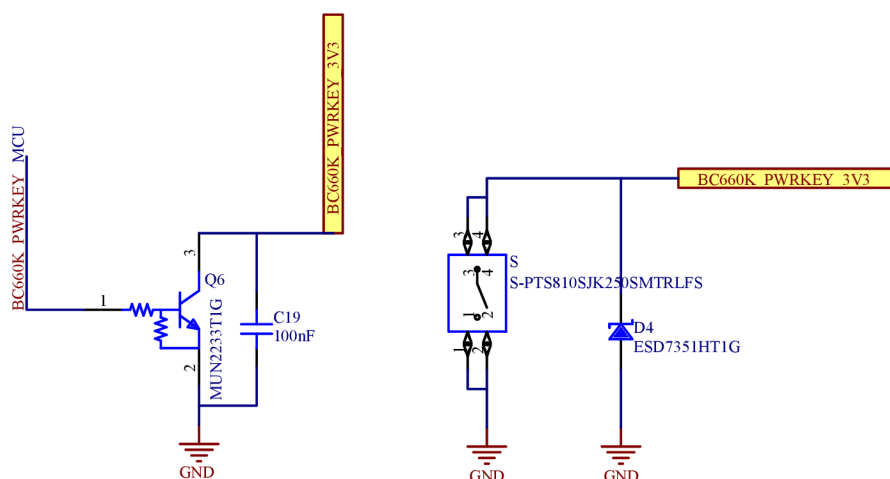 BC660K_PWRKEY_MCU
1
3
Q6
MUN2233T1G
2
GND
C19
100nF
BC660K_PWRKEY_3V3
BC660K_PWRKEY_3V3
3
4
3
4
S
S-PTS810SJK250SMTRLFS
1
2
1
2
D4
ESD7351HT1G
GND
GND